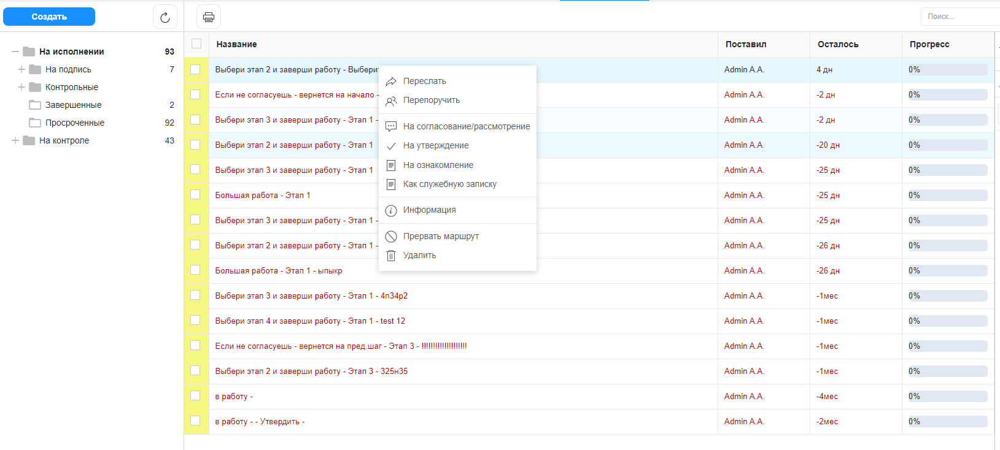 Создать
Поиск...
На исполнении 93
На подпись 7
Контрольные
Завершенные 2
Просроченные 92
На контроле 43
Название Поставил Осталось Прогресс
Выбери этап 2 и заверши работу - Admin A.A. 4 дн 0%
Если не согласуешь - вернется на начало - Admin A.A. -2 дн 0%
Выбери этап 3 и заверши работу - Этап 1 - Admin A.A. -2 дн 0%
Выбери этап 2 и заверши работу - Этап 1 Admin A.A. -20 дн 0%
Выбери этап 3 и заверши работу - Этап 1 Admin A.A. -25 дн 0%
Большая работа - Этап 1 Admin A.A. -25 дн 0%
Выбери этап 3 и заверши работу - Этап 1 - Admin A.A. -25 дн 0%
Выбери этап 2 и заверши работу - Этап 1 - Admin A.A. -26 дн 0%
Большая работа - Этап 1 - ыпыкр Admin A.A. -26 дн 0%
Выбери этап 3 и заверши работу - Этап 1 - 4п34р2 Admin A.A. -1мес 0%
Выбери этап 4 и заверши работу - Этап 1 - test 12 Admin A.A. -1мес 0%
Если не согласуешь - вернется на пред.шаг - Этап 3 - !!!!!!!!!!!!!!!!!!!! Admin A.A. -1мес 0%
Выбери этап 2 и заверши работу - Этап 3 - 325н35 Admin A.A. -1мес 0%
в работу - Admin A.A. -4мес 0%
в работу - - Утвердить - Admin A.A. -2мес 0%
Переслать
Перепоручить
На согласование/рассмотрение
На утверждение
На ознакомление
Как служебную записку
Информация
Прервать маршрут
Удалить